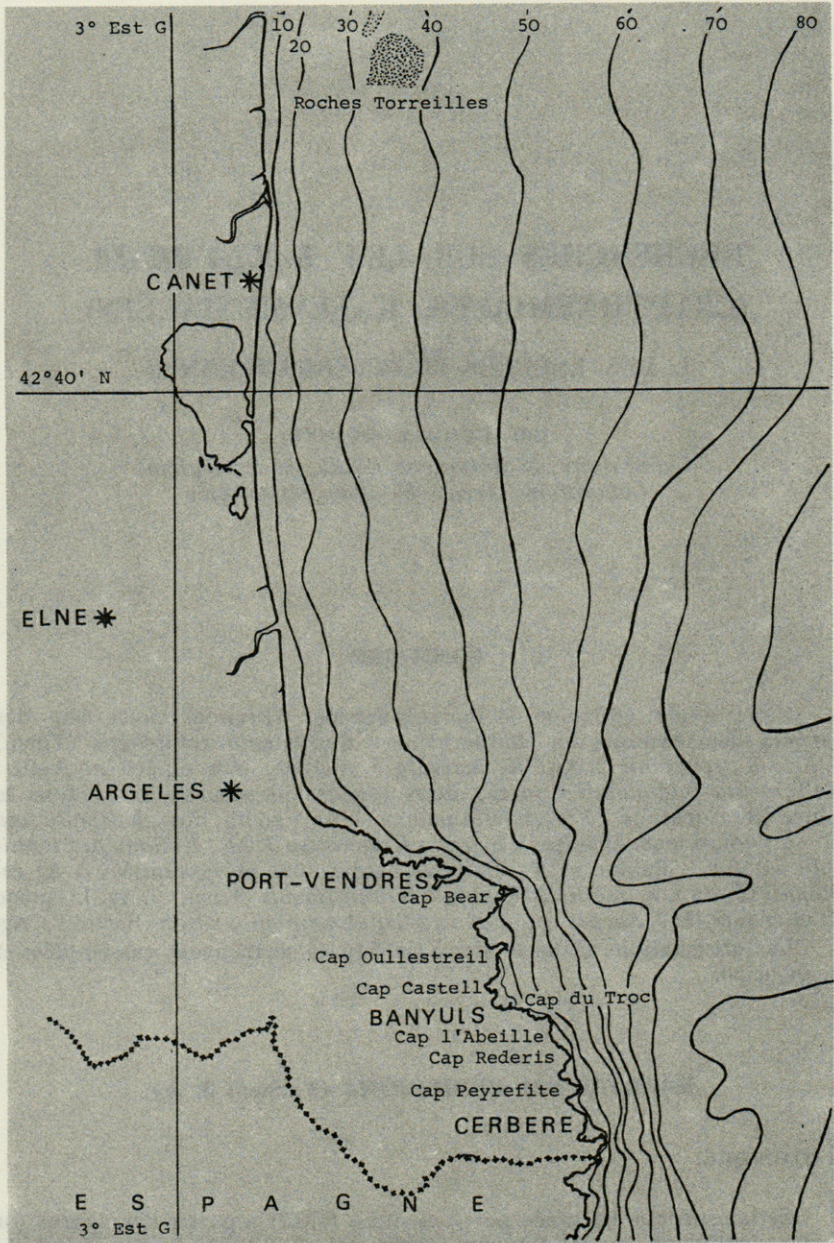 3° Est G 10 30 40 50 60 70 80
20
Roches Torreilles
CANET
42°40' N
ELNE
ARGELES
PORT-VENDRES
Cap Bear
Cap Oullestreil
Cap Castell
Cap du Troc
BANYULS
Cap l'Abeille
Cap Rederis
Cap Peyrefite
CERBERE
E S P A G N E
3° Est G